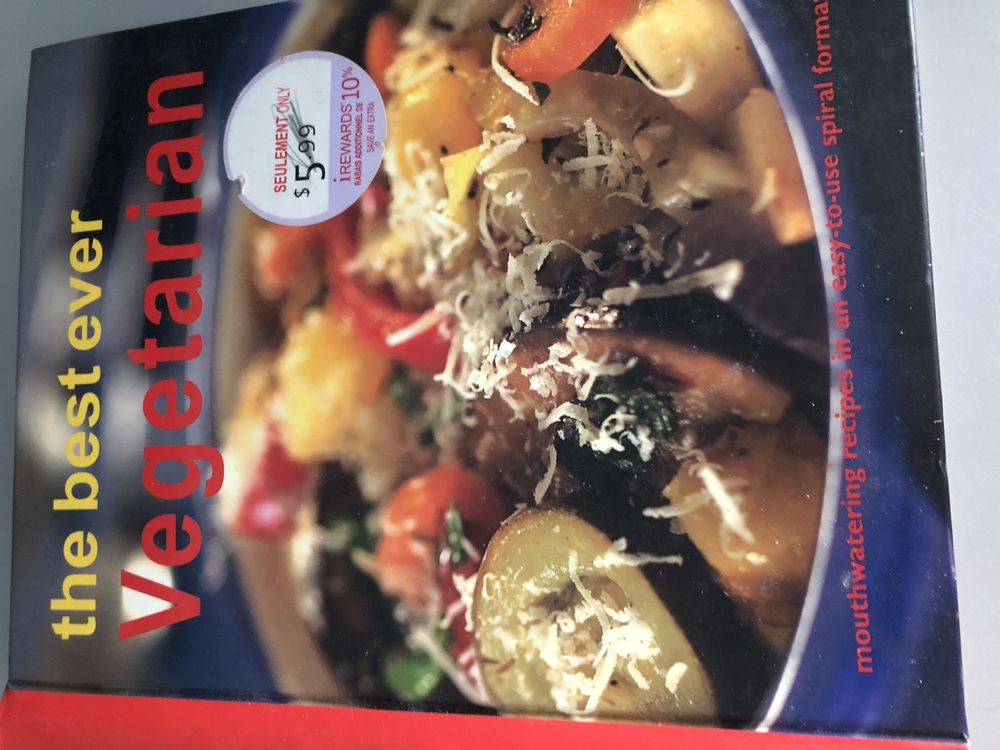 the best ever
Vegetarian
SEULEMENT ONLY
$5.99
iREWARDS 10%
RABAIS ADDITIONNEL DE
SAVE AN EXTRA
mouthwatering recipes in an easy-to-use spiral forma